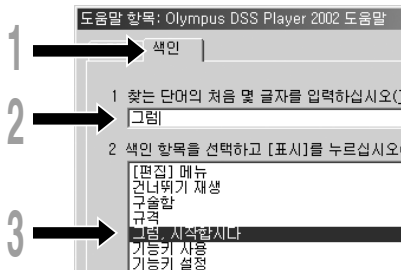 도움말 항목: Olympus DSS Player 2002 도움말
1
색인
1 찾는 단어의 처음 몇 글자를 입력하십시오(
2
그럼
2 색인 항목을 선택하고 [표시]를 누르십시오
[편집] 메뉴
건너뛰기 재생
구술함
규격
3
그럼, 시작합시다
기능키 사용
기능키 설정